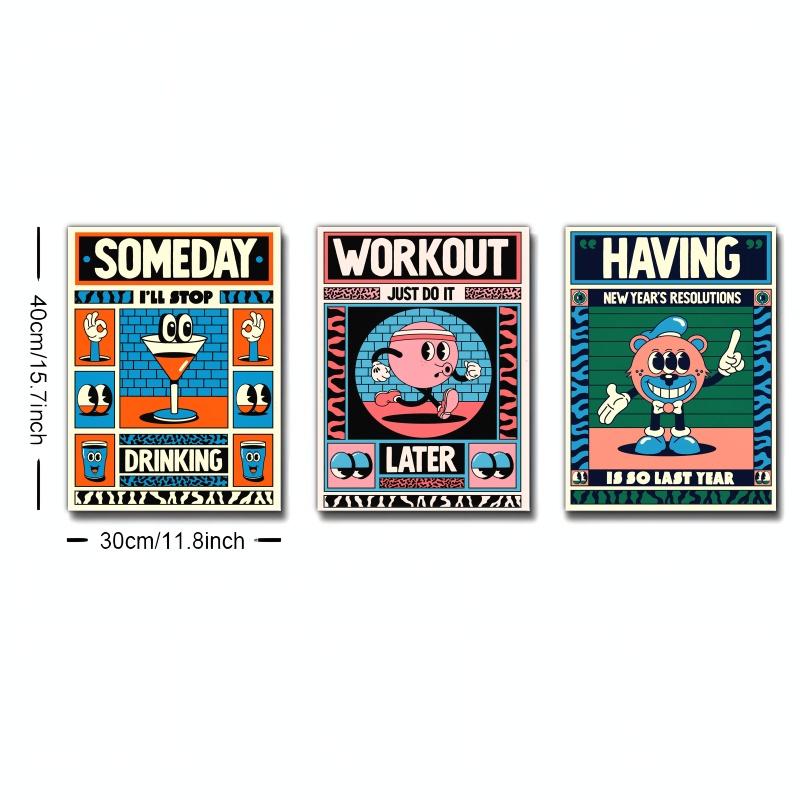 SOMEDAY
I'LL STOP
DRINKING
WORKOUT
JUST DO IT
LATER
"HAVING"
NEW YEAR'S RESOLUTIONS
IS SO LAST YEAR
40cm/15.7inch
30cm/11.8inch